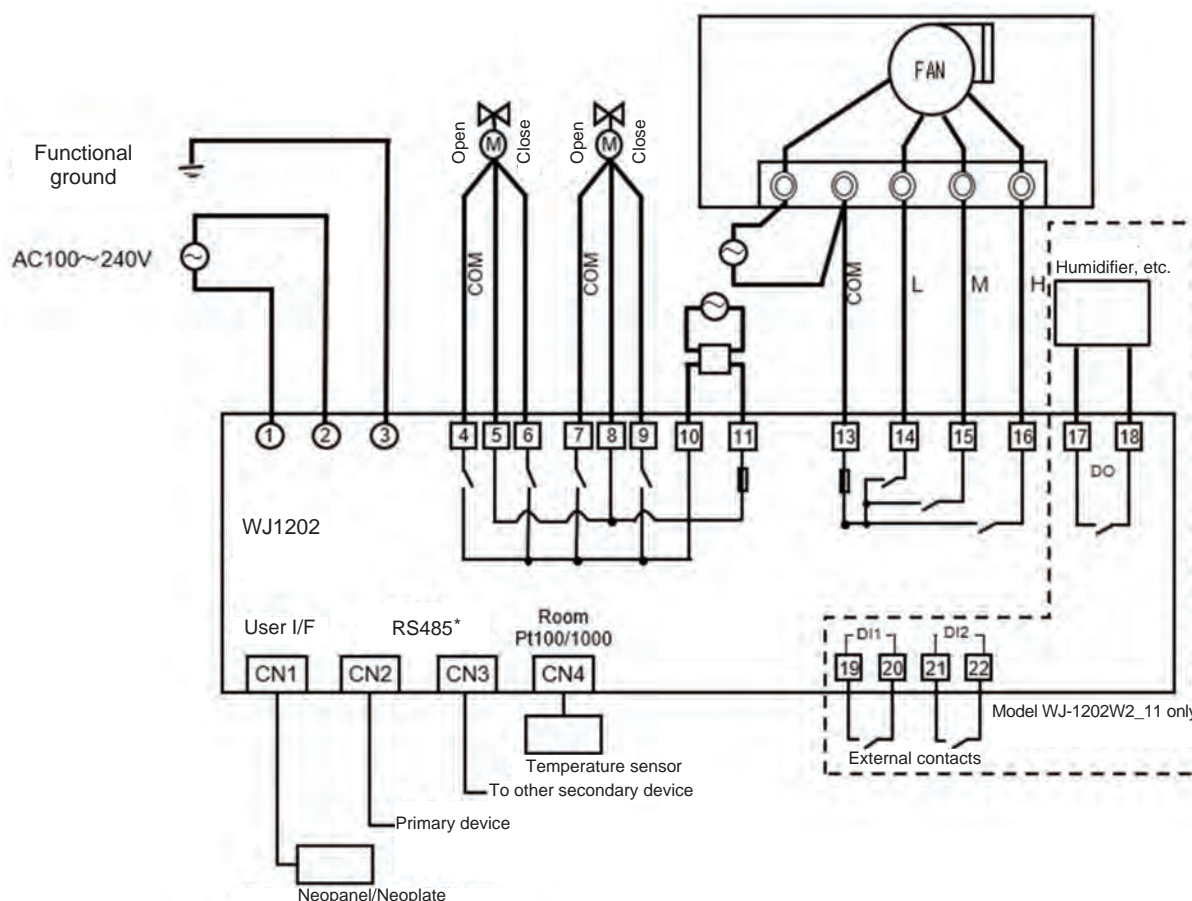 FAN
Open
M
Close
Open
M
Close
Functional
ground
AC100～240V
COM
COM
COM
L
M
H
Humidifier, etc.
1
2
3
4
5
6
7
8
9
10
11
13
14
15
16
17
18
DO
WJ1202
User I/F
RS485*
Room
Pt100/1000
DI1
DI2
CN1
CN2
CN3
CN4
19
20
21
22
Model WJ-1202W2_11 only
External contacts
Temperature sensor
To other secondary device
Primary device
Neopanel/Neoplate